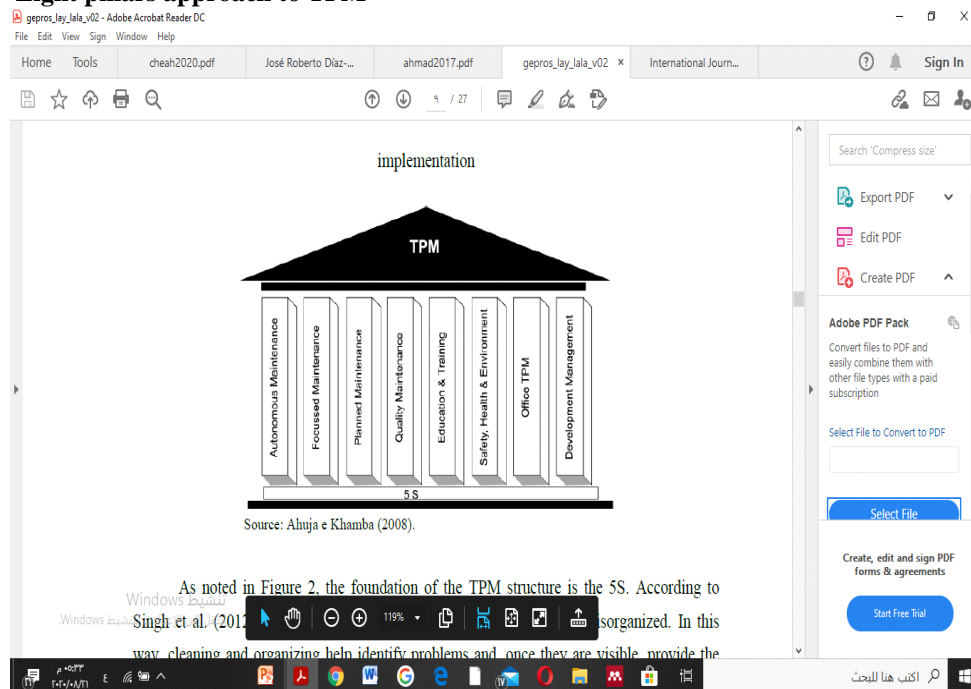 Eight pillars approach to TPM
gepros_lay_lala_v02 - Adobe Acrobat Reader DC
File Edit View Sign Window Help
Home Tools cheah2020.pdf José Roberto Díaz-... ahmad2017.pdf gepros_lay_lala_v02 × International Journ... Sign In
٩ / 27
implementation
TPM
Autonomous Maintenance
Focussed Maintenance
Planned Maintenance
Quality Maintenance
Education & Training
Safety, Health & Environment
Office TPM
Development Management
5 S
Source: Ahuja e Khamba (2008).
As noted in Figure 2, the foundation of the TPM structure is the 5S. According to
Singh et al. (2012 isorganized. In this
way, cleaning and organizing help identify problems and, once they are visible, provide the
تنشيط Windows
Windows
119%
Search 'Compress size'
Export PDF
Edit PDF
Create PDF
Adobe PDF Pack
Convert files to PDF and
easily combine them with
other file types with a paid
subscription
Select File to Convert to PDF
Select File
Create, edit and sign PDF
forms & agreements
Start Free Trial
اكتب هنا للبحث
٠٥:٣٣ م
ع